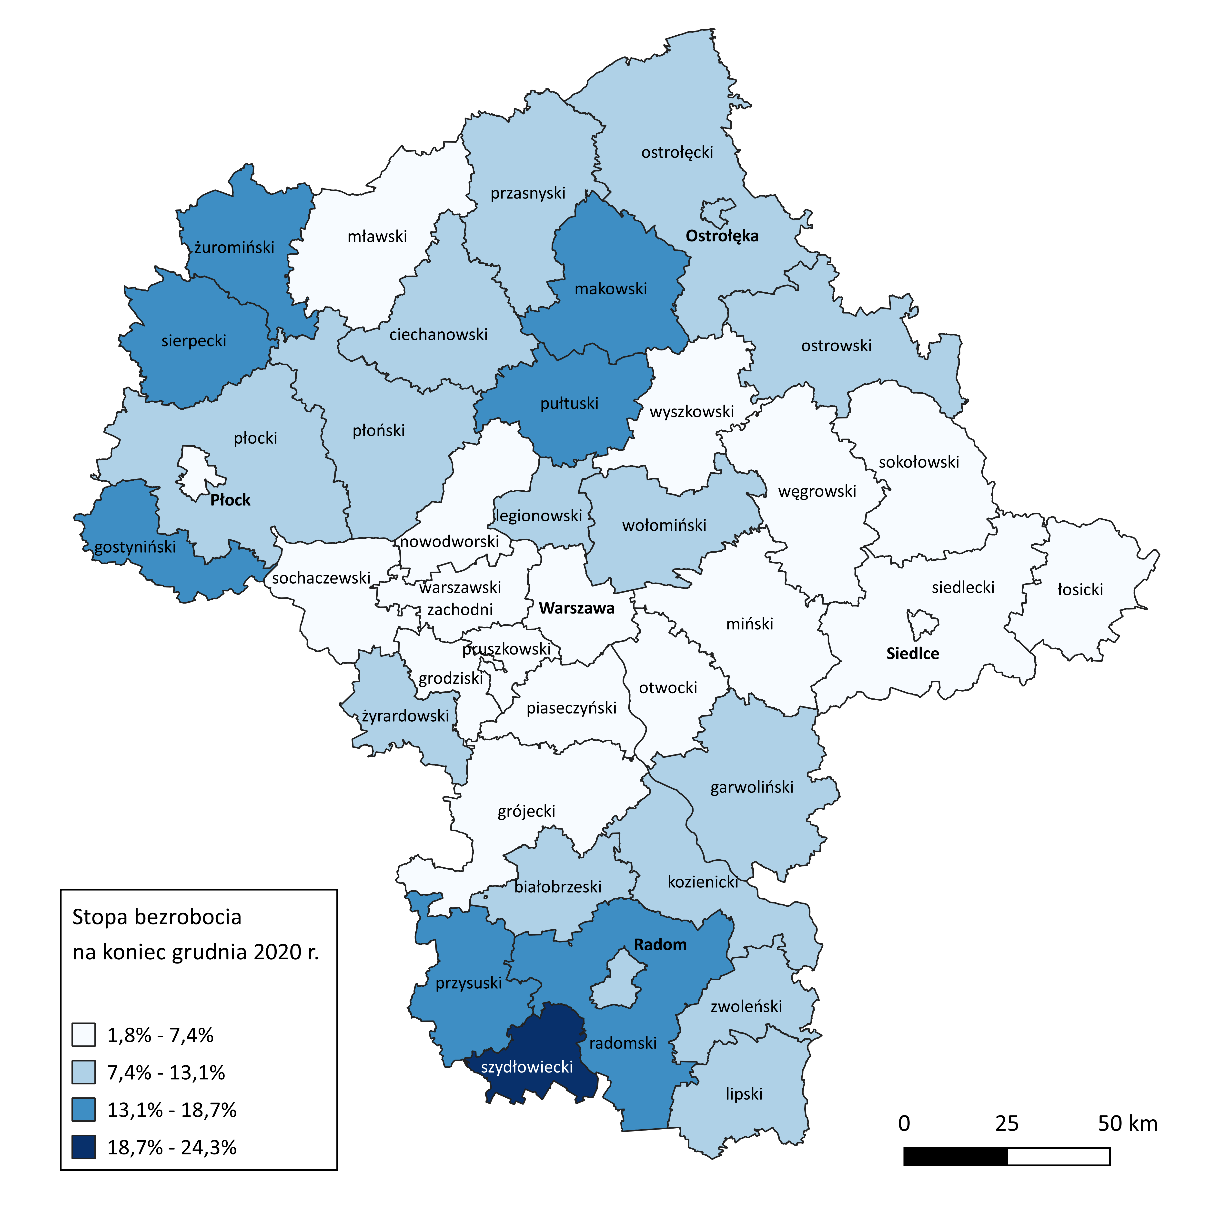 ostrołęcki
przasnyski
Ostrołęka
mławski
żuromiński
makowski
ciechanowski
sierpecki
ostrowski
pułtuski
wyszkowski
płocki
płoński
sokołowski
węgrowski
Płock
legionowski
wołomiński
gostyniński
nowodworski
sochaczewski
warszawski
zachodni
Warszawa
siedlecki
łosicki
miński
Siedlce
pruszkowski
grodziski
otwocki
piaseczyński
żyrardowski
garwoliński
grójecki
białobrzeski
kozienicki
Radom
przysuski
zwoleński
radomski
szydłowiecki
lipski
Stopa bezrobocia
na koniec grudnia 2020 r.
1,8% - 7,4%
7,4% - 13,1%
13,1% - 18,7%
18,7% - 24,3%
0 25 50 km